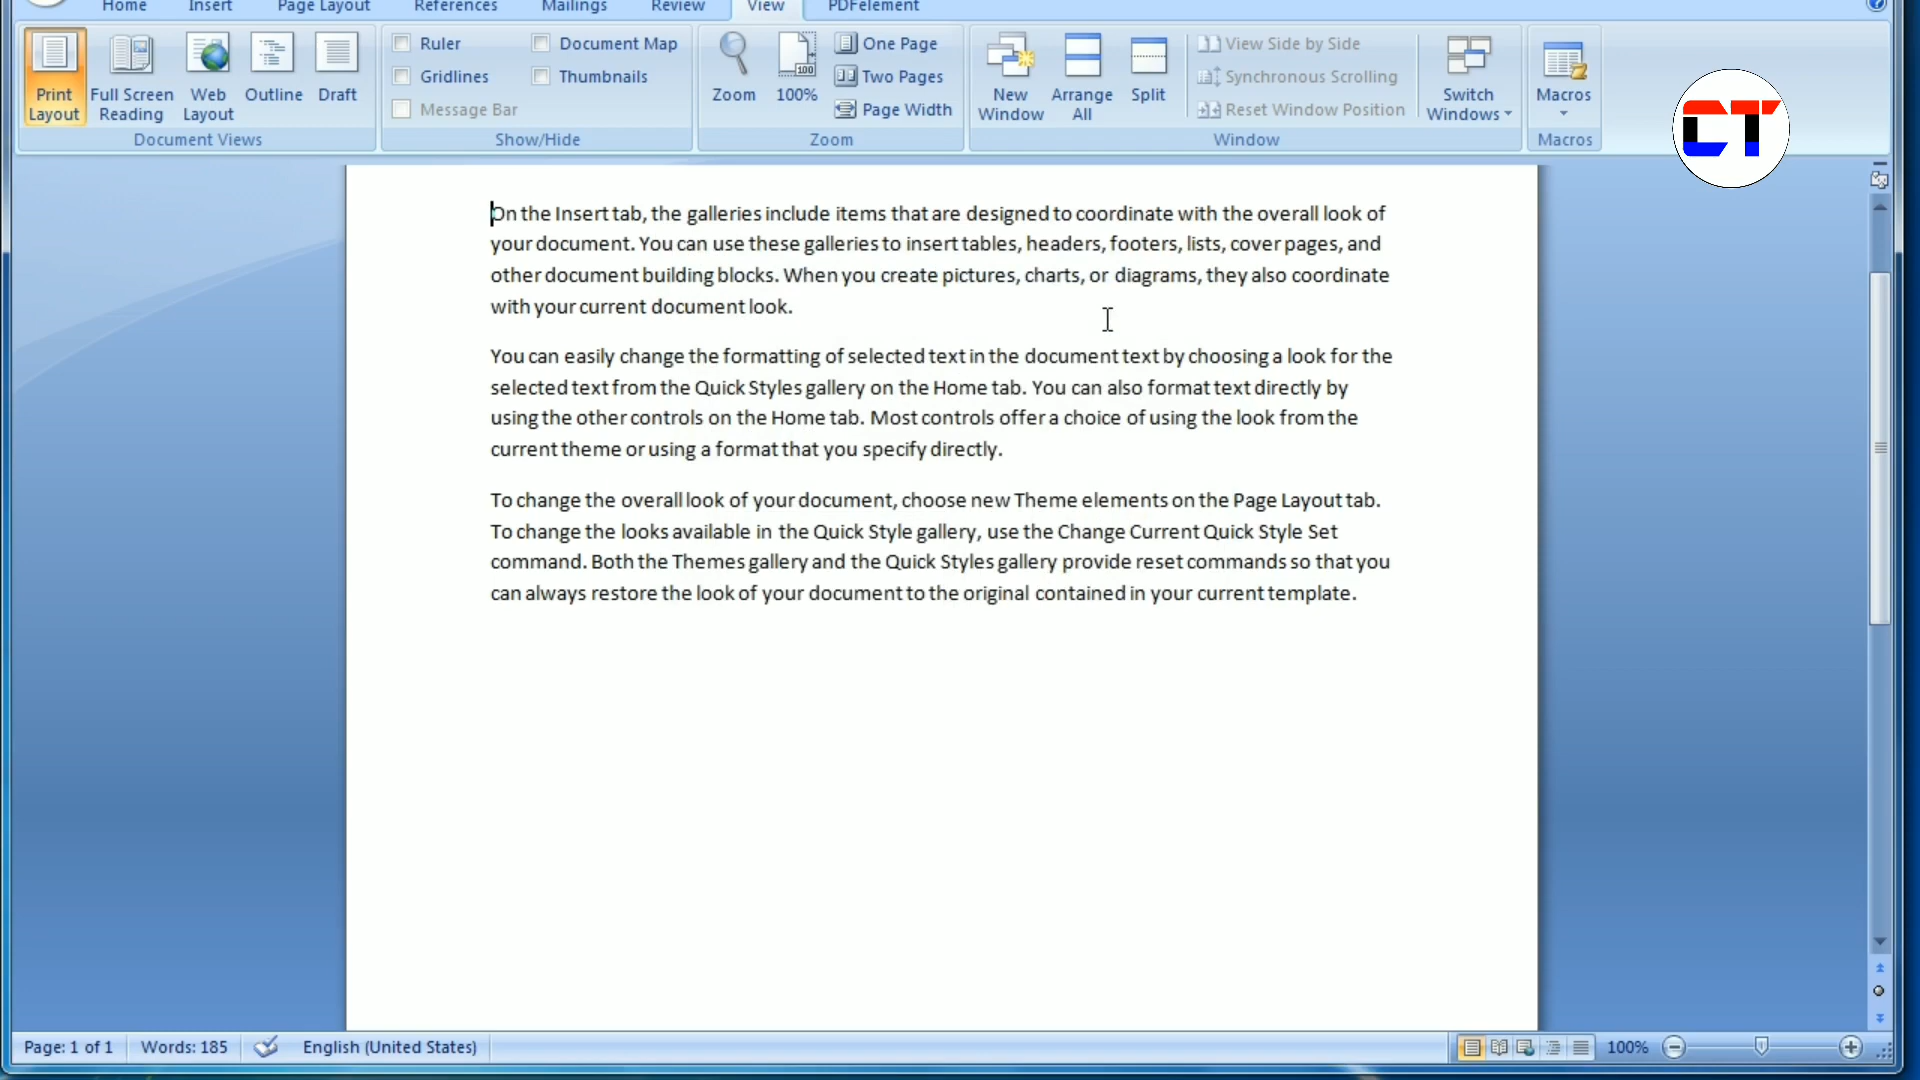 Home Insert Page Layout References Mailings Review View PDFelement
Print Layout
Full Screen Reading
Web Layout
Outline
Draft
Document Views
Ruler
Gridlines
Message Bar
Document Map
Thumbnails
Show/Hide
Zoom
100%
One Page
Two Pages
Page Width
Zoom
New Window
Arrange All
Split
View Side by Side
Synchronous Scrolling
Reset Window Position
Switch Windows
Window
Macros
Macros
CT
On the Insert tab, the galleries include items that are designed to coordinate with the overall look of
your document. You can use these galleries to insert tables, headers, footers, lists, cover pages, and
other document building blocks. When you create pictures, charts, or diagrams, they also coordinate
with your current document look.
You can easily change the formatting of selected text in the document text by choosing a look for the
selected text from the Quick Styles gallery on the Home tab. You can also format text directly by
using the other controls on the Home tab. Most controls offer a choice of using the look from the
current theme or using a format that you specify directly.
To change the overall look of your document, choose new Theme elements on the Page Layout tab.
To change the looks available in the Quick Style gallery, use the Change Current Quick Style Set
command. Both the Themes gallery and the Quick Styles gallery provide reset commands so that you
can always restore the look of your document to the original contained in your current template.
Page: 1 of 1 Words: 185 English (United States) 100%